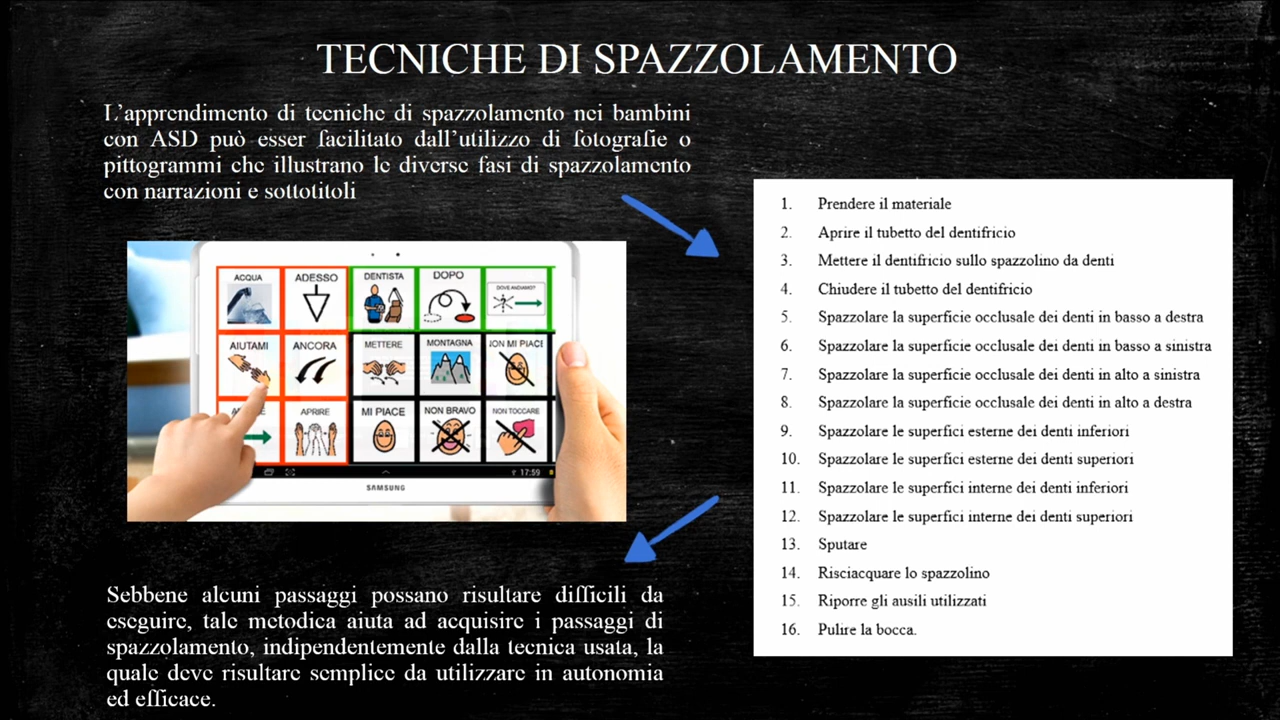 TECNICHE DI SPAZZOLAMENTO
L’apprendimento di tecniche di spazzolamento nei bambini
con ASD può esser facilitato dall’utilizzo di fotografie o
pittogrammi che illustrano le diverse fasi di spazzolamento
con narrazioni e sottotitoli
ACQUA
ADESSO
DENTISTA
DOPO
DOVE ANDIAMO?
AIUTAMI
ANCORA
METTERE
MONTAGNA
NON MI PIACE
APRIRE
MI PIACE
NON BRAVO
NON TOCCARE
17:59
SAMSUNG
1. Prendere il materiale
2. Aprire il tubetto del dentifricio
3. Mettere il dentifricio sullo spazzolino da denti
4. Chiudere il tubetto del dentifricio
5. Spazzolare la superficie occlusale dei denti in basso a destra
6. Spazzolare la superficie occlusale dei denti in basso a sinistra
7. Spazzolare la superficie occlusale dei denti in alto a sinistra
8. Spazzolare la superficie occlusale dei denti in alto a destra
9. Spazzolare le superfici esterne dei denti inferiori
10. Spazzolare le superfici esterne dei denti superiori
11. Spazzolare le superfici interne dei denti inferiori
12. Spazzolare le superfici interne dei denti superiori
13. Sputare
14. Risciacquare lo spazzolino
15. Riporre gli ausili utilizzati
16. Pulire la bocca.
Sebbene alcuni passaggi possano risultare difficili da
eseguire, tale metodica aiuta ad acquisire i passaggi di
spazzolamento, indipendentemente dalla tecnica usata, la
quale deve risultare semplice da utilizzare in autonomia
ed efficace.